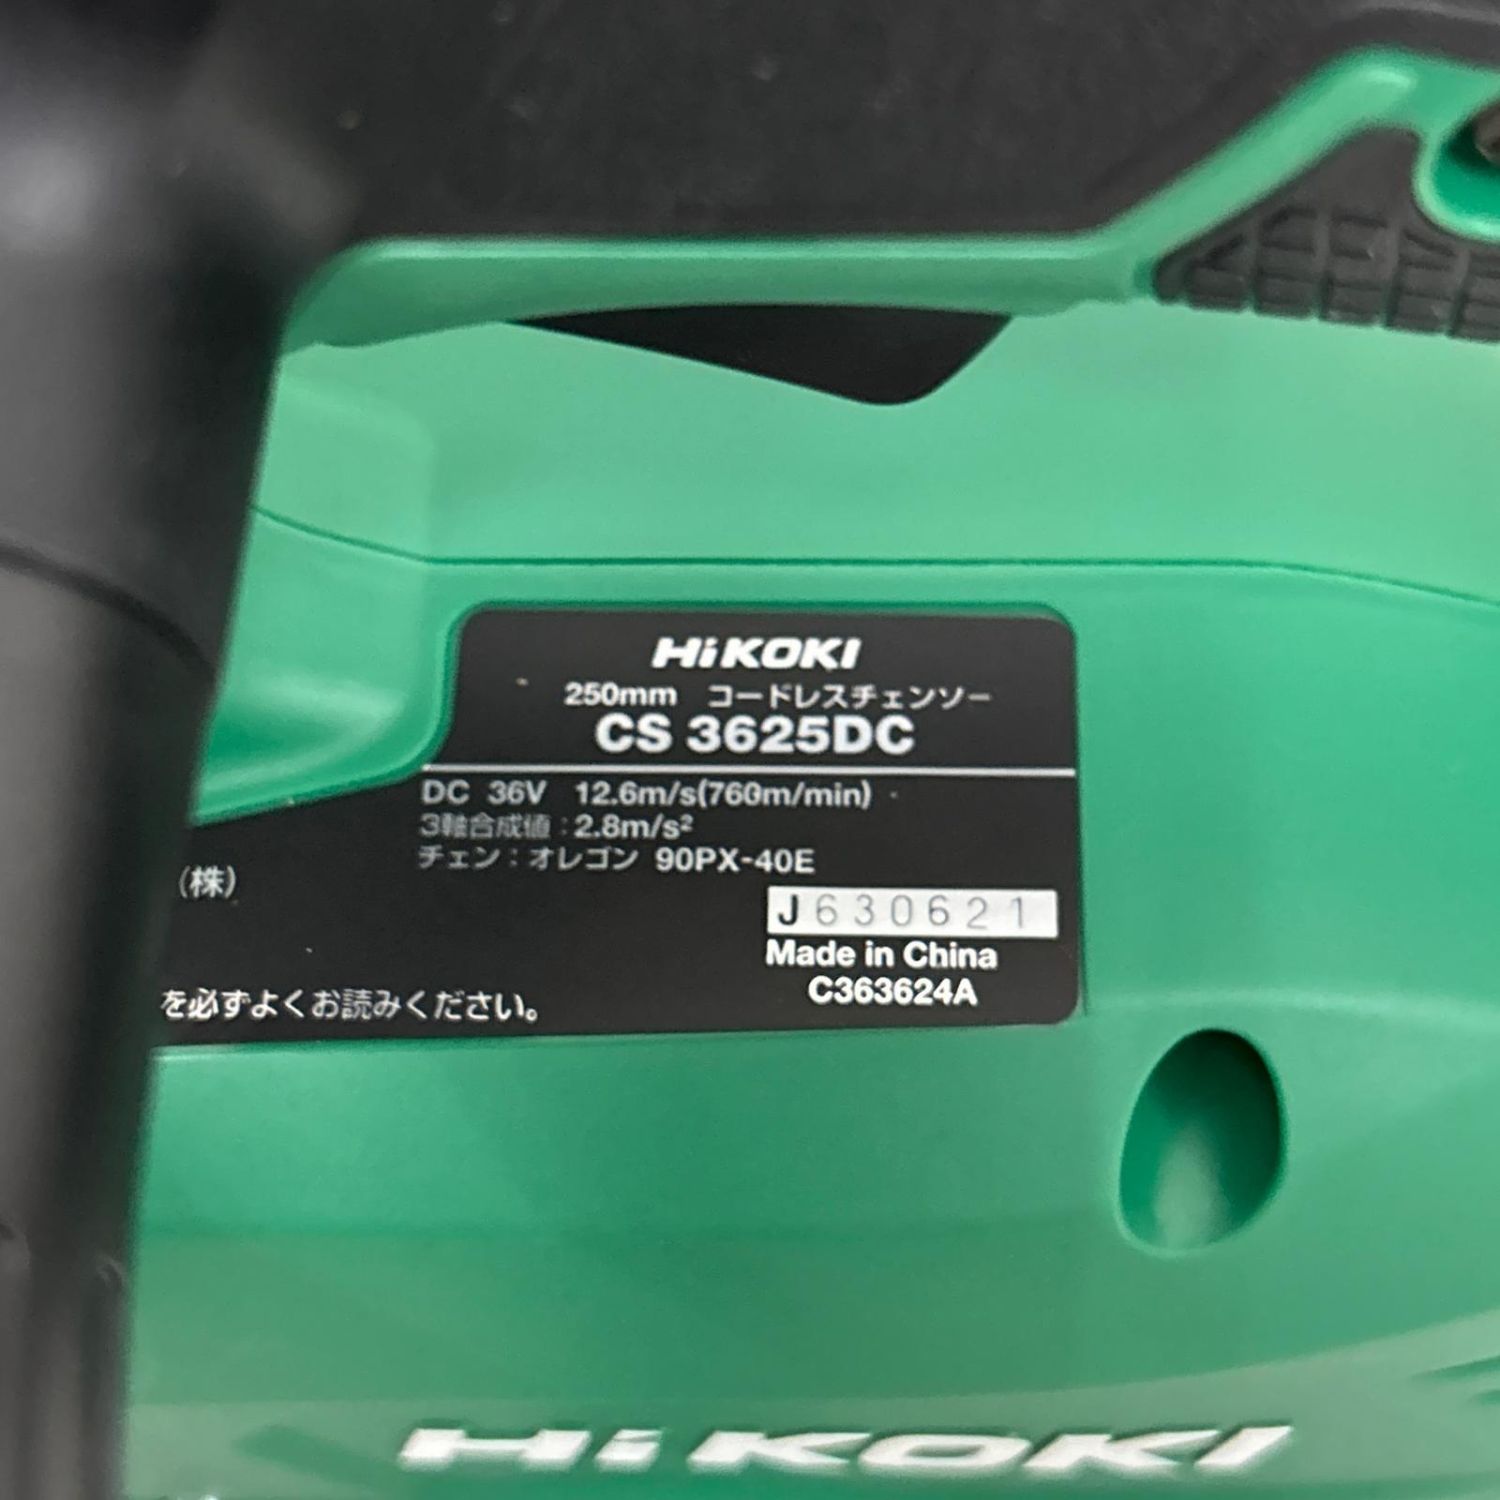 HiKOKI
250mm コードレスチェンソー
CS 3625DC
DC 36V 12.6m/s(760m/min)
3軸合成値：2.8m/s²
チェン：オレゴン 90PX-40E
(株)
J630621
Made in China
を必ずよくお読みください。
C363624A
HiKOKI